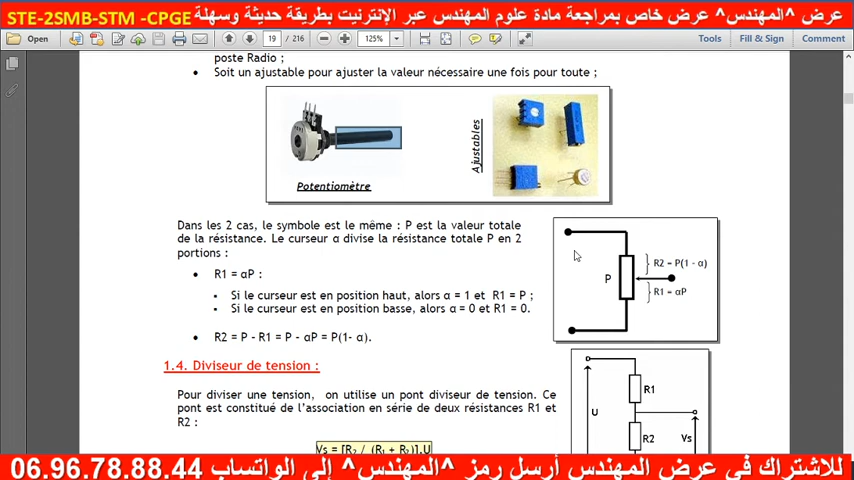 STE-2SMB-STM -CPGE عرض ^المهندس^ عرض خاص بمراجعة مادة علوم المهندس عبر الإنترنيت بطريقة حديثة وسهلة
Open
19 / 216
125%
Tools
Fill & Sign
Comment
poste Radio ;
• Soit un ajustable pour ajuster la valeur nécessaire une fois pour toute ;
Potentiomètre
Ajustables
Dans les 2 cas, le symbole est le même : P est la valeur totale
de la résistance. Le curseur α divise la résistance totale P en 2
portions :
• R1 = αP :
▪ Si le curseur est en position haut, alors α = 1 et R1 = P ;
▪ Si le curseur est en position basse, alors α = 0 et R1 = 0.
• R2 = P - R1 = P - αP = P(1- α).
P
R2 = P(1 - α)
R1 = αP
1.4. Diviseur de tension :
Pour diviser une tension, on utilise un pont diviseur de tension. Ce
pont est constitué de l'association en série de deux résistances R1 et
R2 :
Vs = [R2 / (R1 + R2)].U
R1
U
R2
Vs
للاشتراك في عرض المهندس أرسل رمز ^المهندس^ إلى الواتساب 06.96.78.88.44